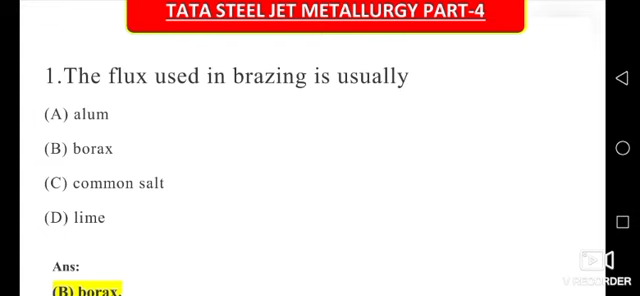 TATA STEEL JET METALLURGY PART-4
1.The flux used in brazing is usually
(A) alum
(B) borax
(C) common salt
(D) lime
Ans:
(B) borax.
V RECORDER